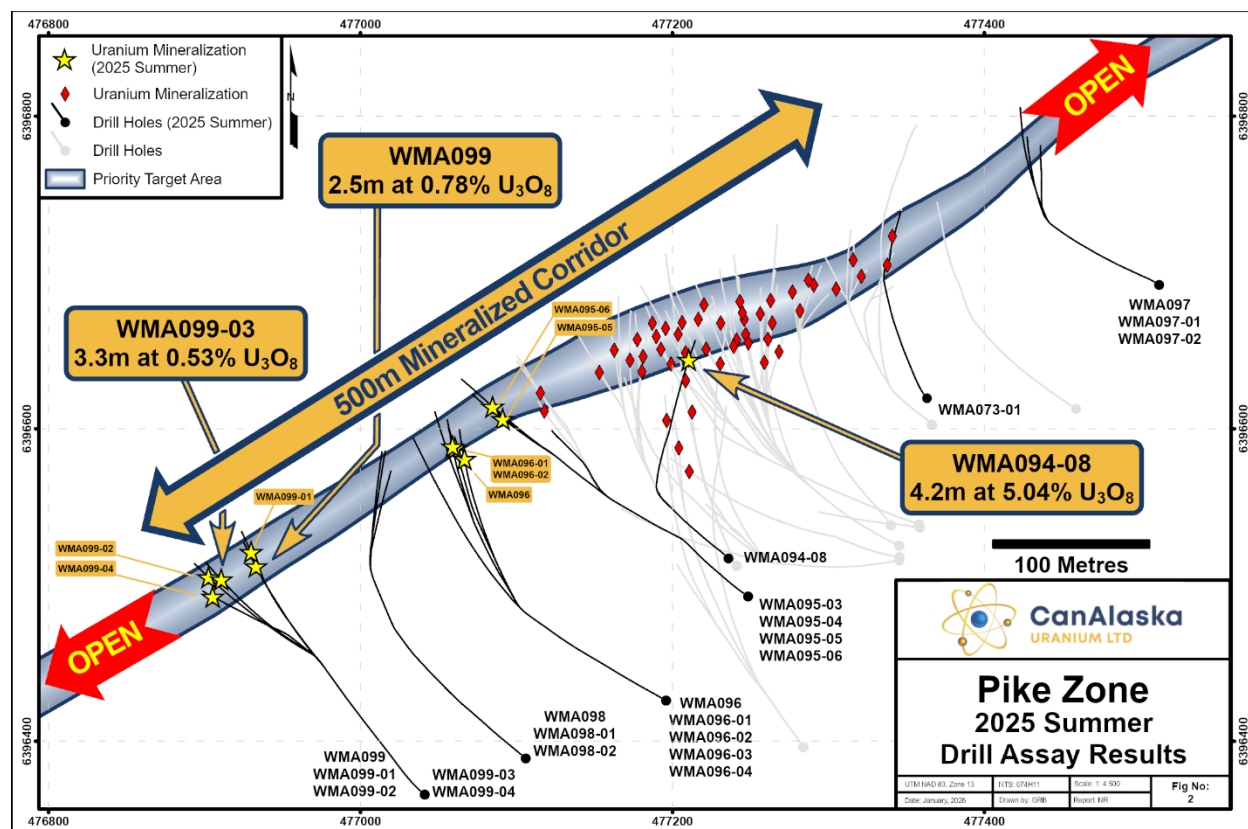 476800
477000
477200
477400
6396800
6396600
6396400
6396800
6396600
6396400
Uranium Mineralization
(2025 Summer)
Uranium Mineralization
Drill Holes (2025 Summer)
Drill Holes
Priority Target Area
N
WMA099
2.5m at 0.78% U₃O₈
WMA099-03
3.3m at 0.53% U₃O₈
500m Mineralized Corridor
OPEN
OPEN
WMA095-06
WMA095-05
WMA096-01
WMA096-02
WMA096
WMA099-01
WMA099-02
WMA099-04
WMA097
WMA097-01
WMA097-02
WMA073-01
WMA094-08
4.2m at 5.04% U₃O₈
WMA094-08
WMA095-03
WMA095-04
WMA095-05
WMA095-06
WMA096
WMA096-01
WMA096-02
WMA096-03
WMA096-04
WMA098
WMA098-01
WMA098-02
WMA099
WMA099-01
WMA099-02
WMA099-03
WMA099-04
100 Metres
CanAlaska
URANIUM LTD
Pike Zone
2025 Summer
Drill Assay Results
UTM NAD 83, Zone 13
NTS: 074H11
Scale: 1: 4 500
Fig No:
2
Date: January, 2026
Drawn by: GRB
Report: NR